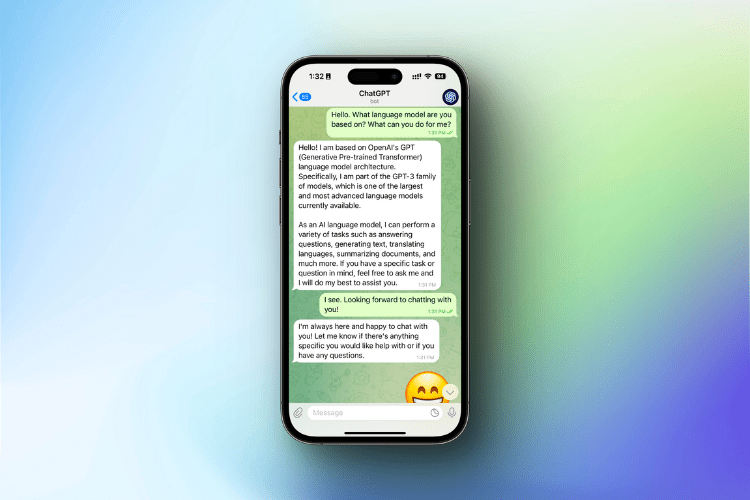 1:32
94
55
ChatGPT
bot
Hello. What language model are you
based on? What can you do for me?
1:31 PM
Hello! I am based on OpenAI's GPT
(Generative Pre-trained Transformer)
language model architecture.
Specifically, I am part of the GPT-3 family
of models, which is one of the largest
and most advanced language models
currently available.
As an AI language model, I can perform a
variety of tasks such as answering
questions, generating text, translating
languages, summarizing documents, and
much more. If you have a specific task or
question in mind, feel free to ask me and
I will do my best to assist you.
1:31 PM
I see. Looking forward to chatting with
you!
1:31 PM
I'm always here and happy to chat with
you! Let me know if there's anything
specific you would like help with or if you
have any questions.
1:31 PM
Message